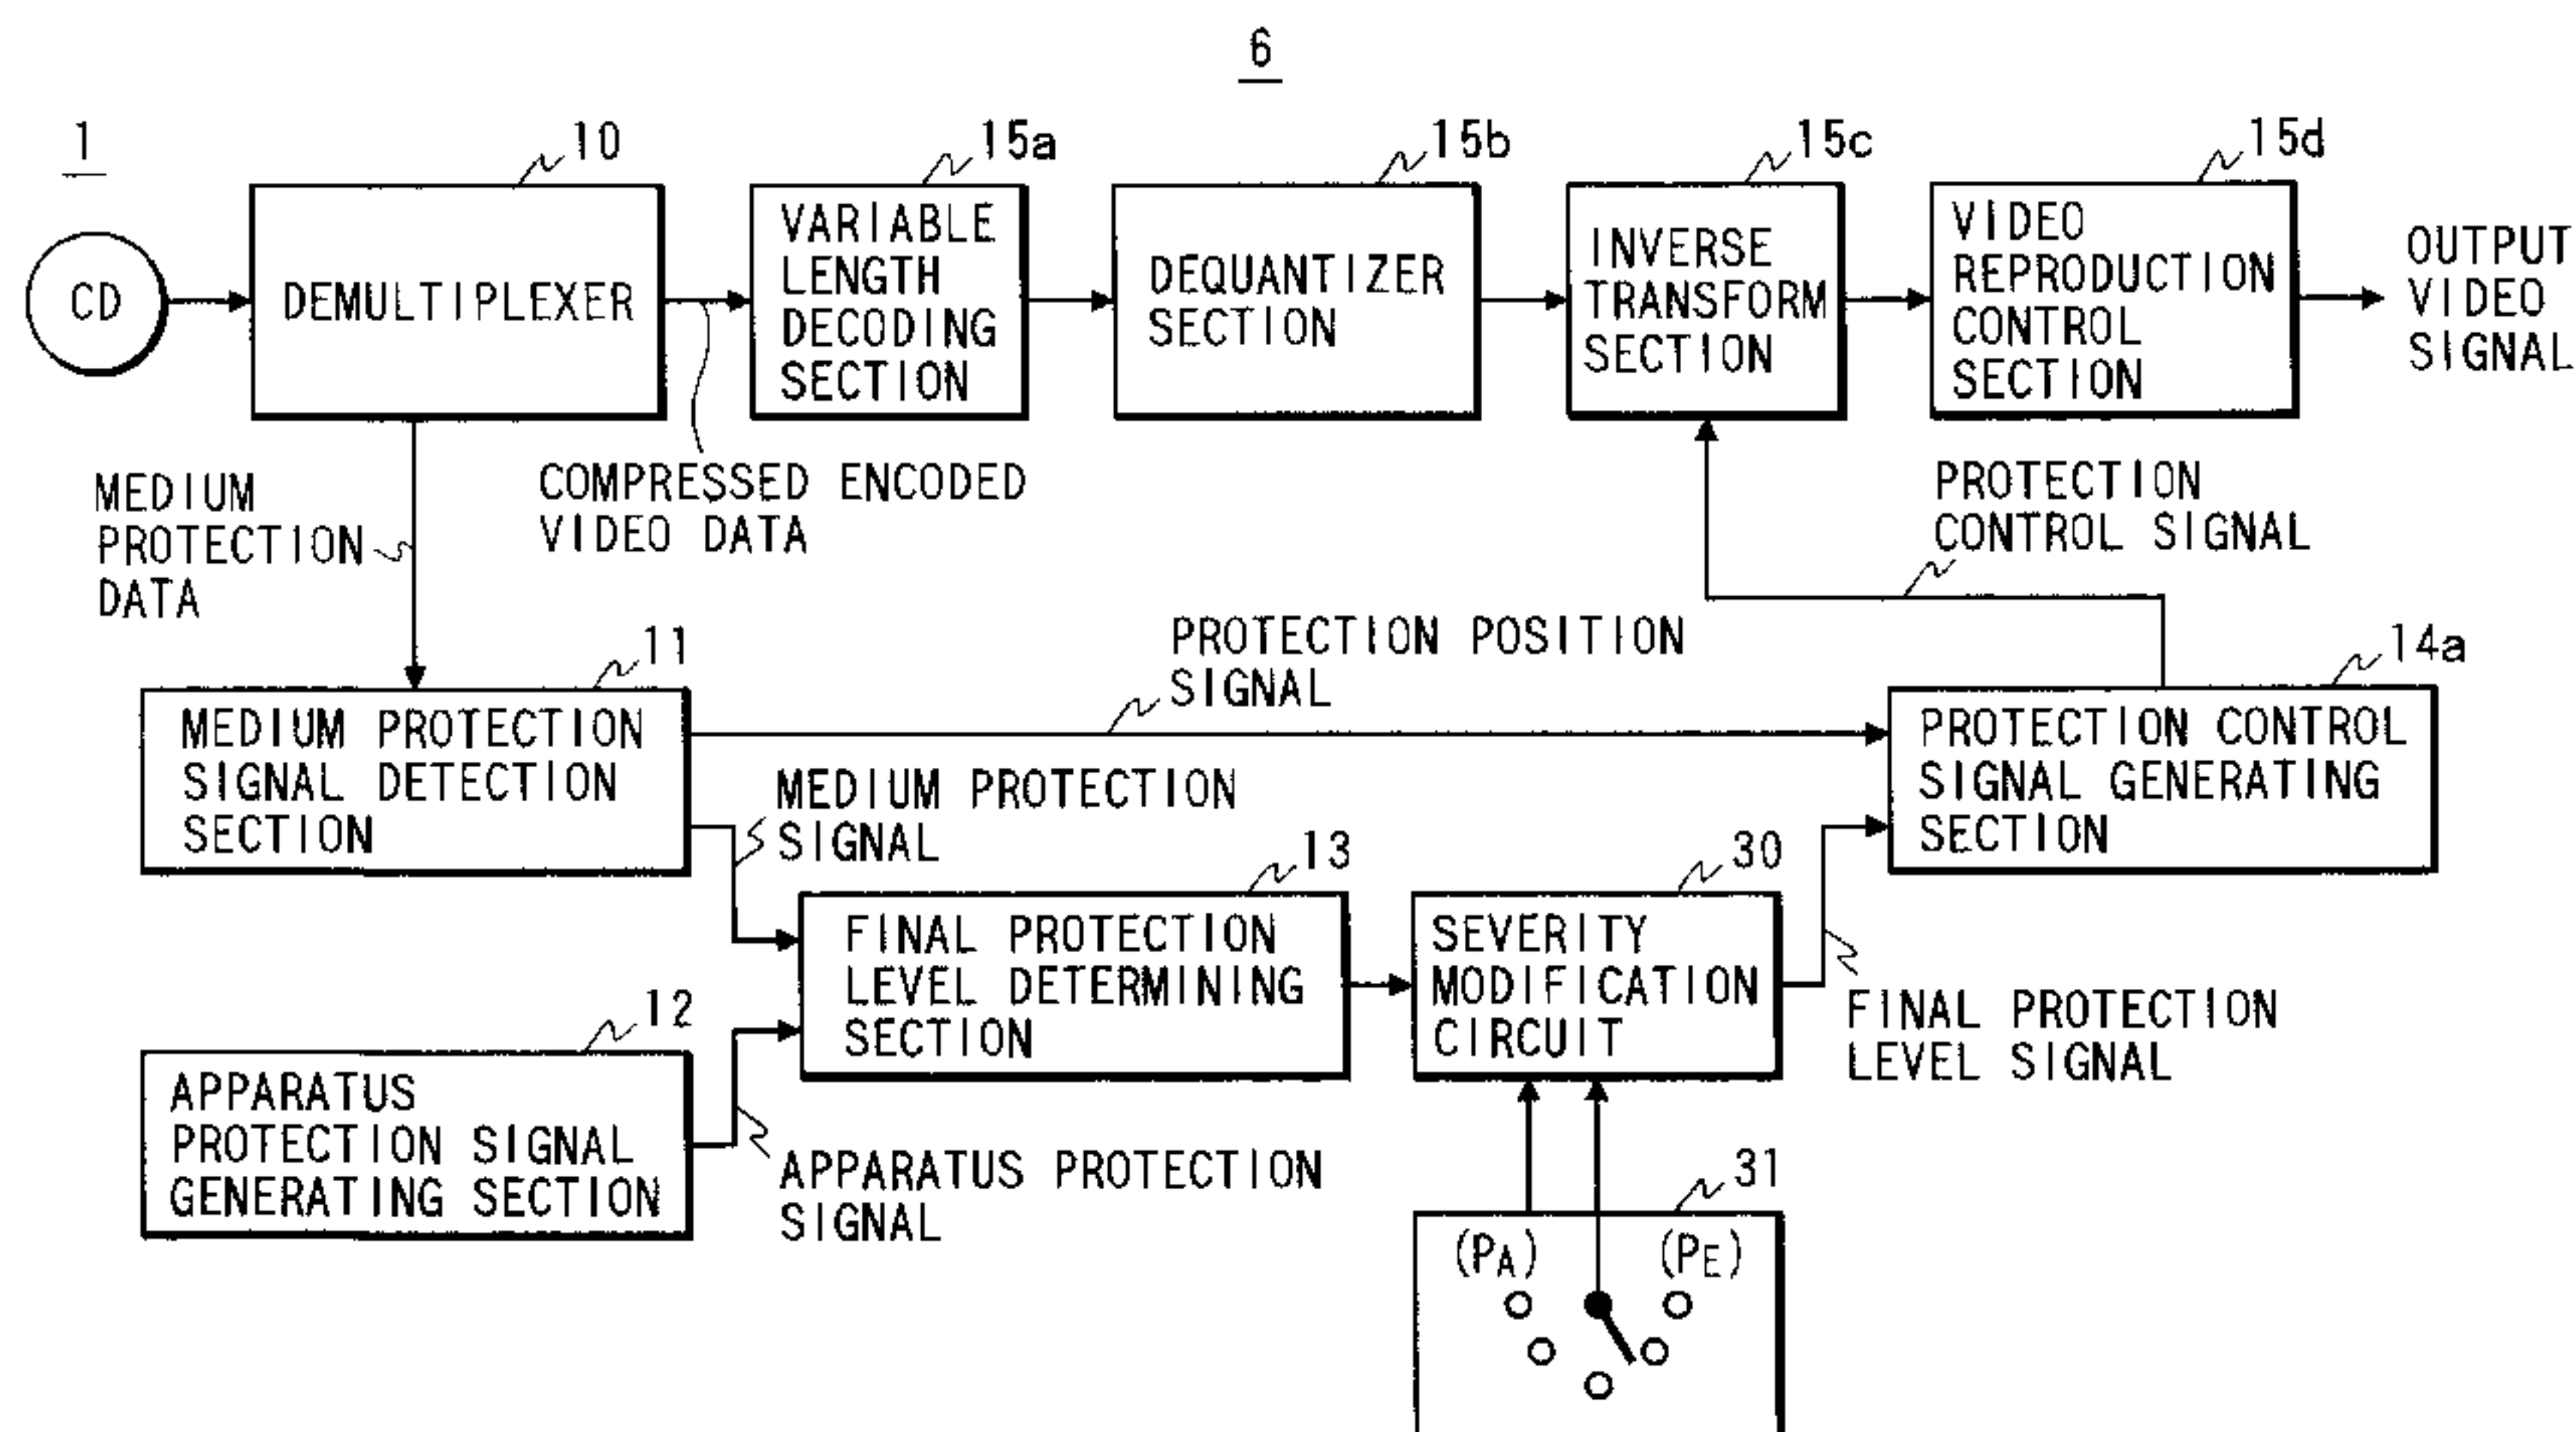 6
1
10
15a
15b
15c
15d
CD
DEMULTIPLEXER
VARIABLE
LENGTH
DECODING
SECTION
DEQUANTIZER
SECTION
INVERSE
TRANSFORM
SECTION
VIDEO
REPRODUCTION
CONTROL
SECTION
OUTPUT
VIDEO
SIGNAL
MEDIUM
PROTECTION
DATA
COMPRESSED ENCODED
VIDEO DATA
PROTECTION
CONTROL SIGNAL
11
PROTECTION POSITION
SIGNAL
14a
MEDIUM PROTECTION
SIGNAL DETECTION
SECTION
PROTECTION CONTROL
SIGNAL GENERATING
SECTION
MEDIUM PROTECTION
SIGNAL
13
30
FINAL PROTECTION
LEVEL DETERMINING
SECTION
SEVERITY
MODIFICATION
CIRCUIT
FINAL PROTECTION
LEVEL SIGNAL
12
APPARATUS
PROTECTION SIGNAL
GENERATING SECTION
APPARATUS PROTECTION
SIGNAL
31
(PA)
(PE)